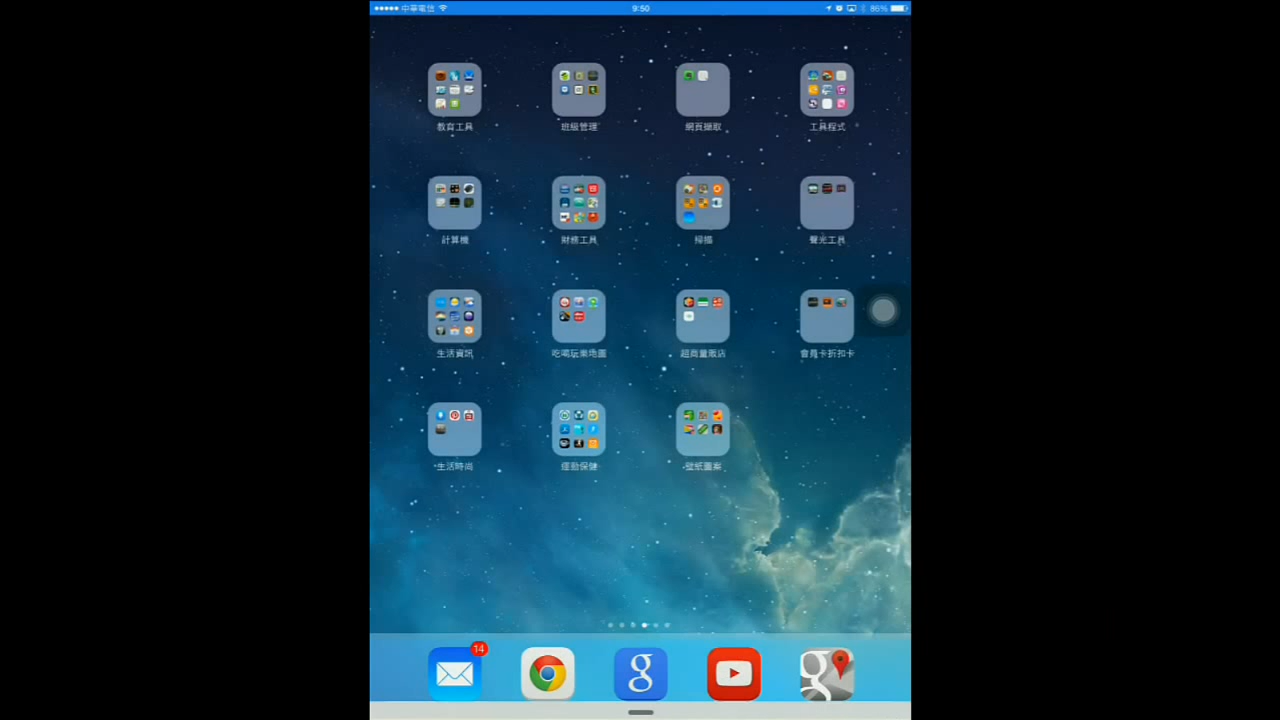 中華電信 9:50 86%
教育工具 班級管理 網頁擷取 工具程式
計算機 財務工具 掃描 聲光工具
生活資訊 吃喝玩樂地圖 超商量販店 會員卡折扣卡
生活時尚 運動保健 壁紙圖案
14